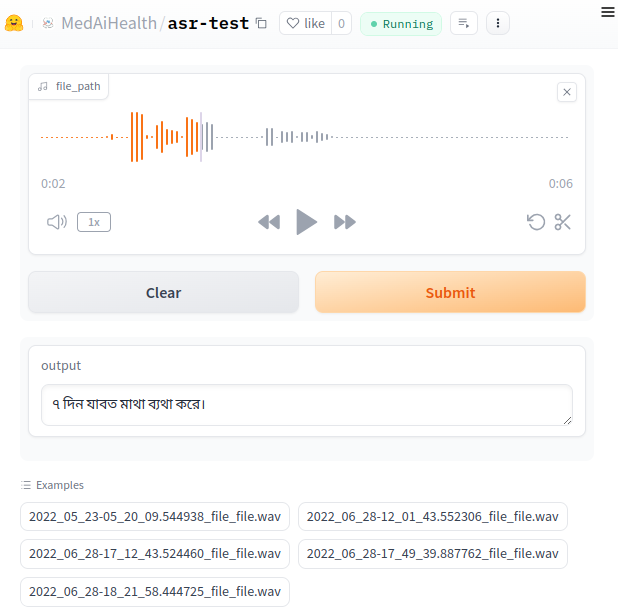 MedAiHealth/asr-test like 0 Running
file_path
0:02 0:06
1x
Clear Submit
output
৭ দিন যাবত মাথা ব্যথা করে।
Examples
2022_05_23-05_20_09.544938_file_file.wav 2022_06_28-12_01_43.552306_file_file.wav
2022_06_28-17_12_43.524460_file_file.wav 2022_06_28-17_49_39.887762_file_file.wav
2022_06_28-18_21_58.444725_file_file.wav